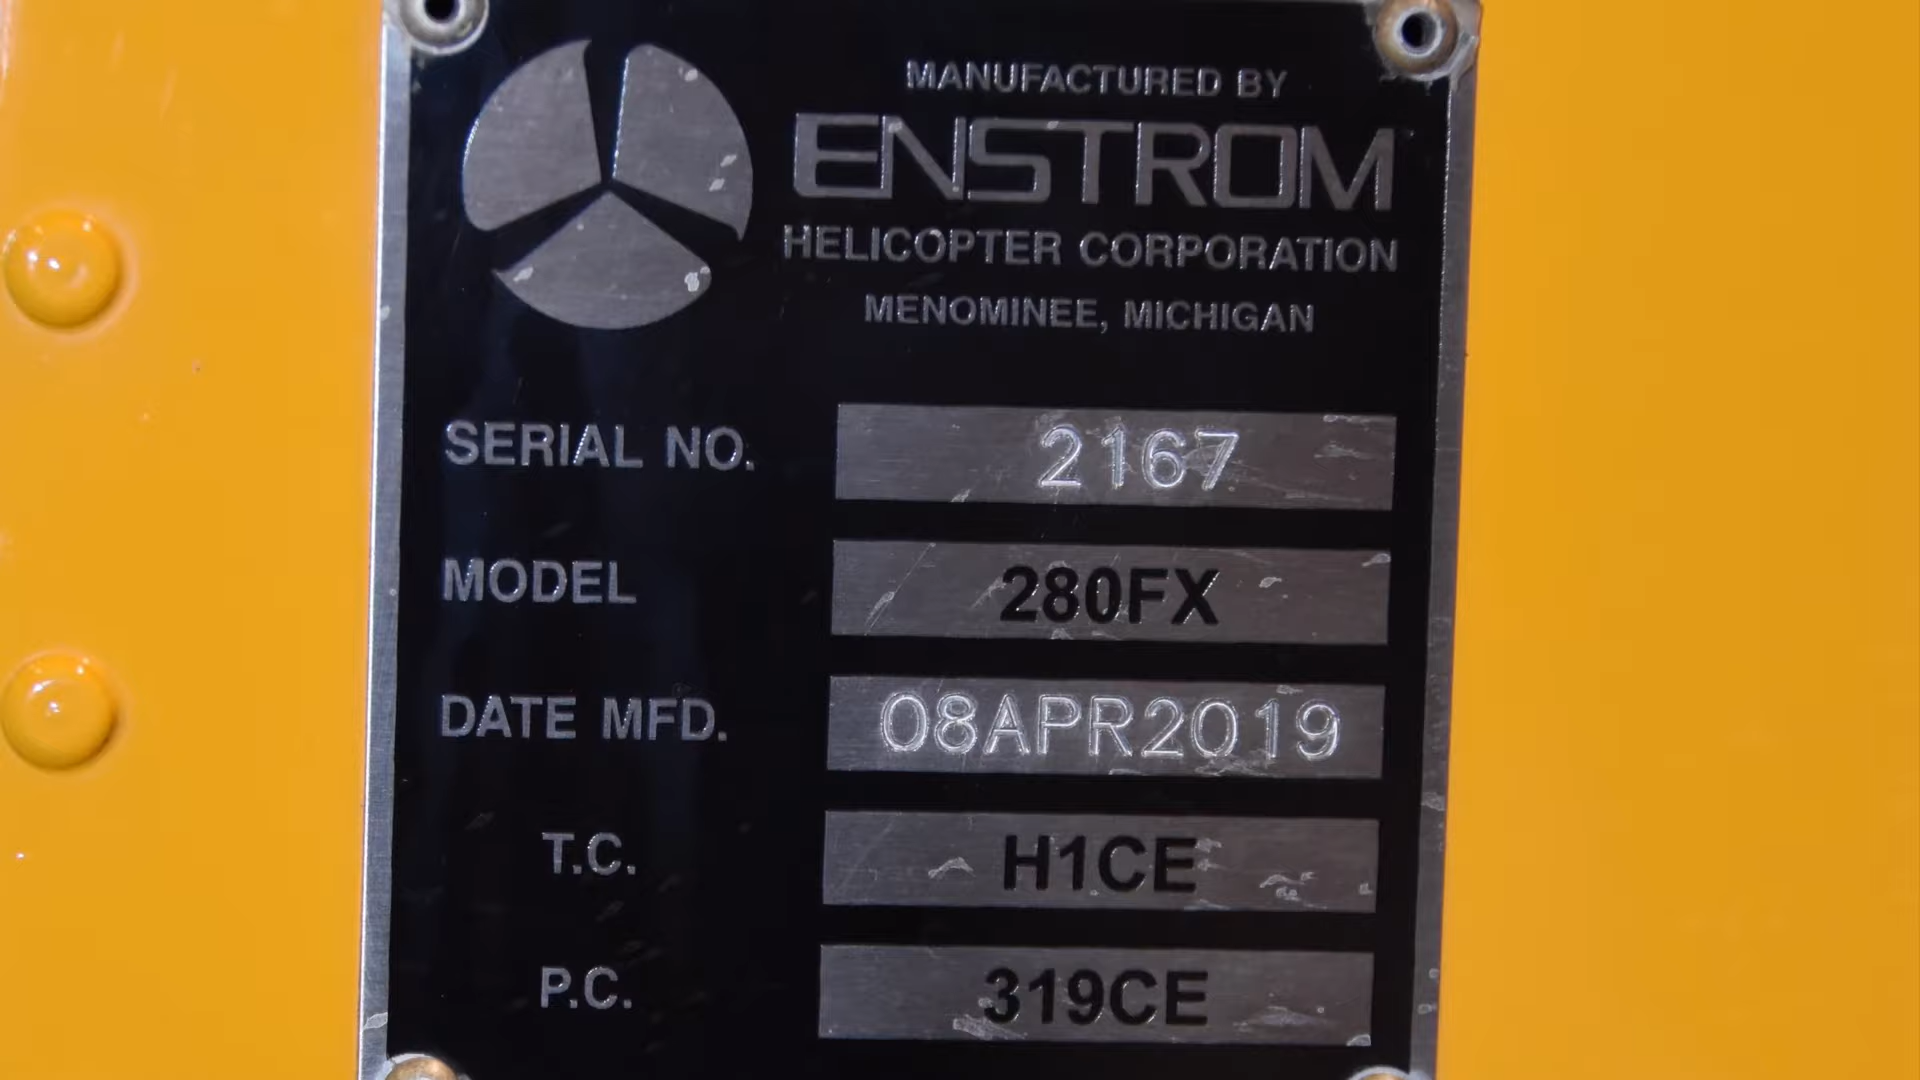 MANUFACTURED BY
ENSTROM
HELICOPTER CORPORATION
MENOMINEE, MICHIGAN
SERIAL NO. 2167
MODEL 280FX
DATE MFD. 08APR2019
T.C. H1CE
P.C. 319CE